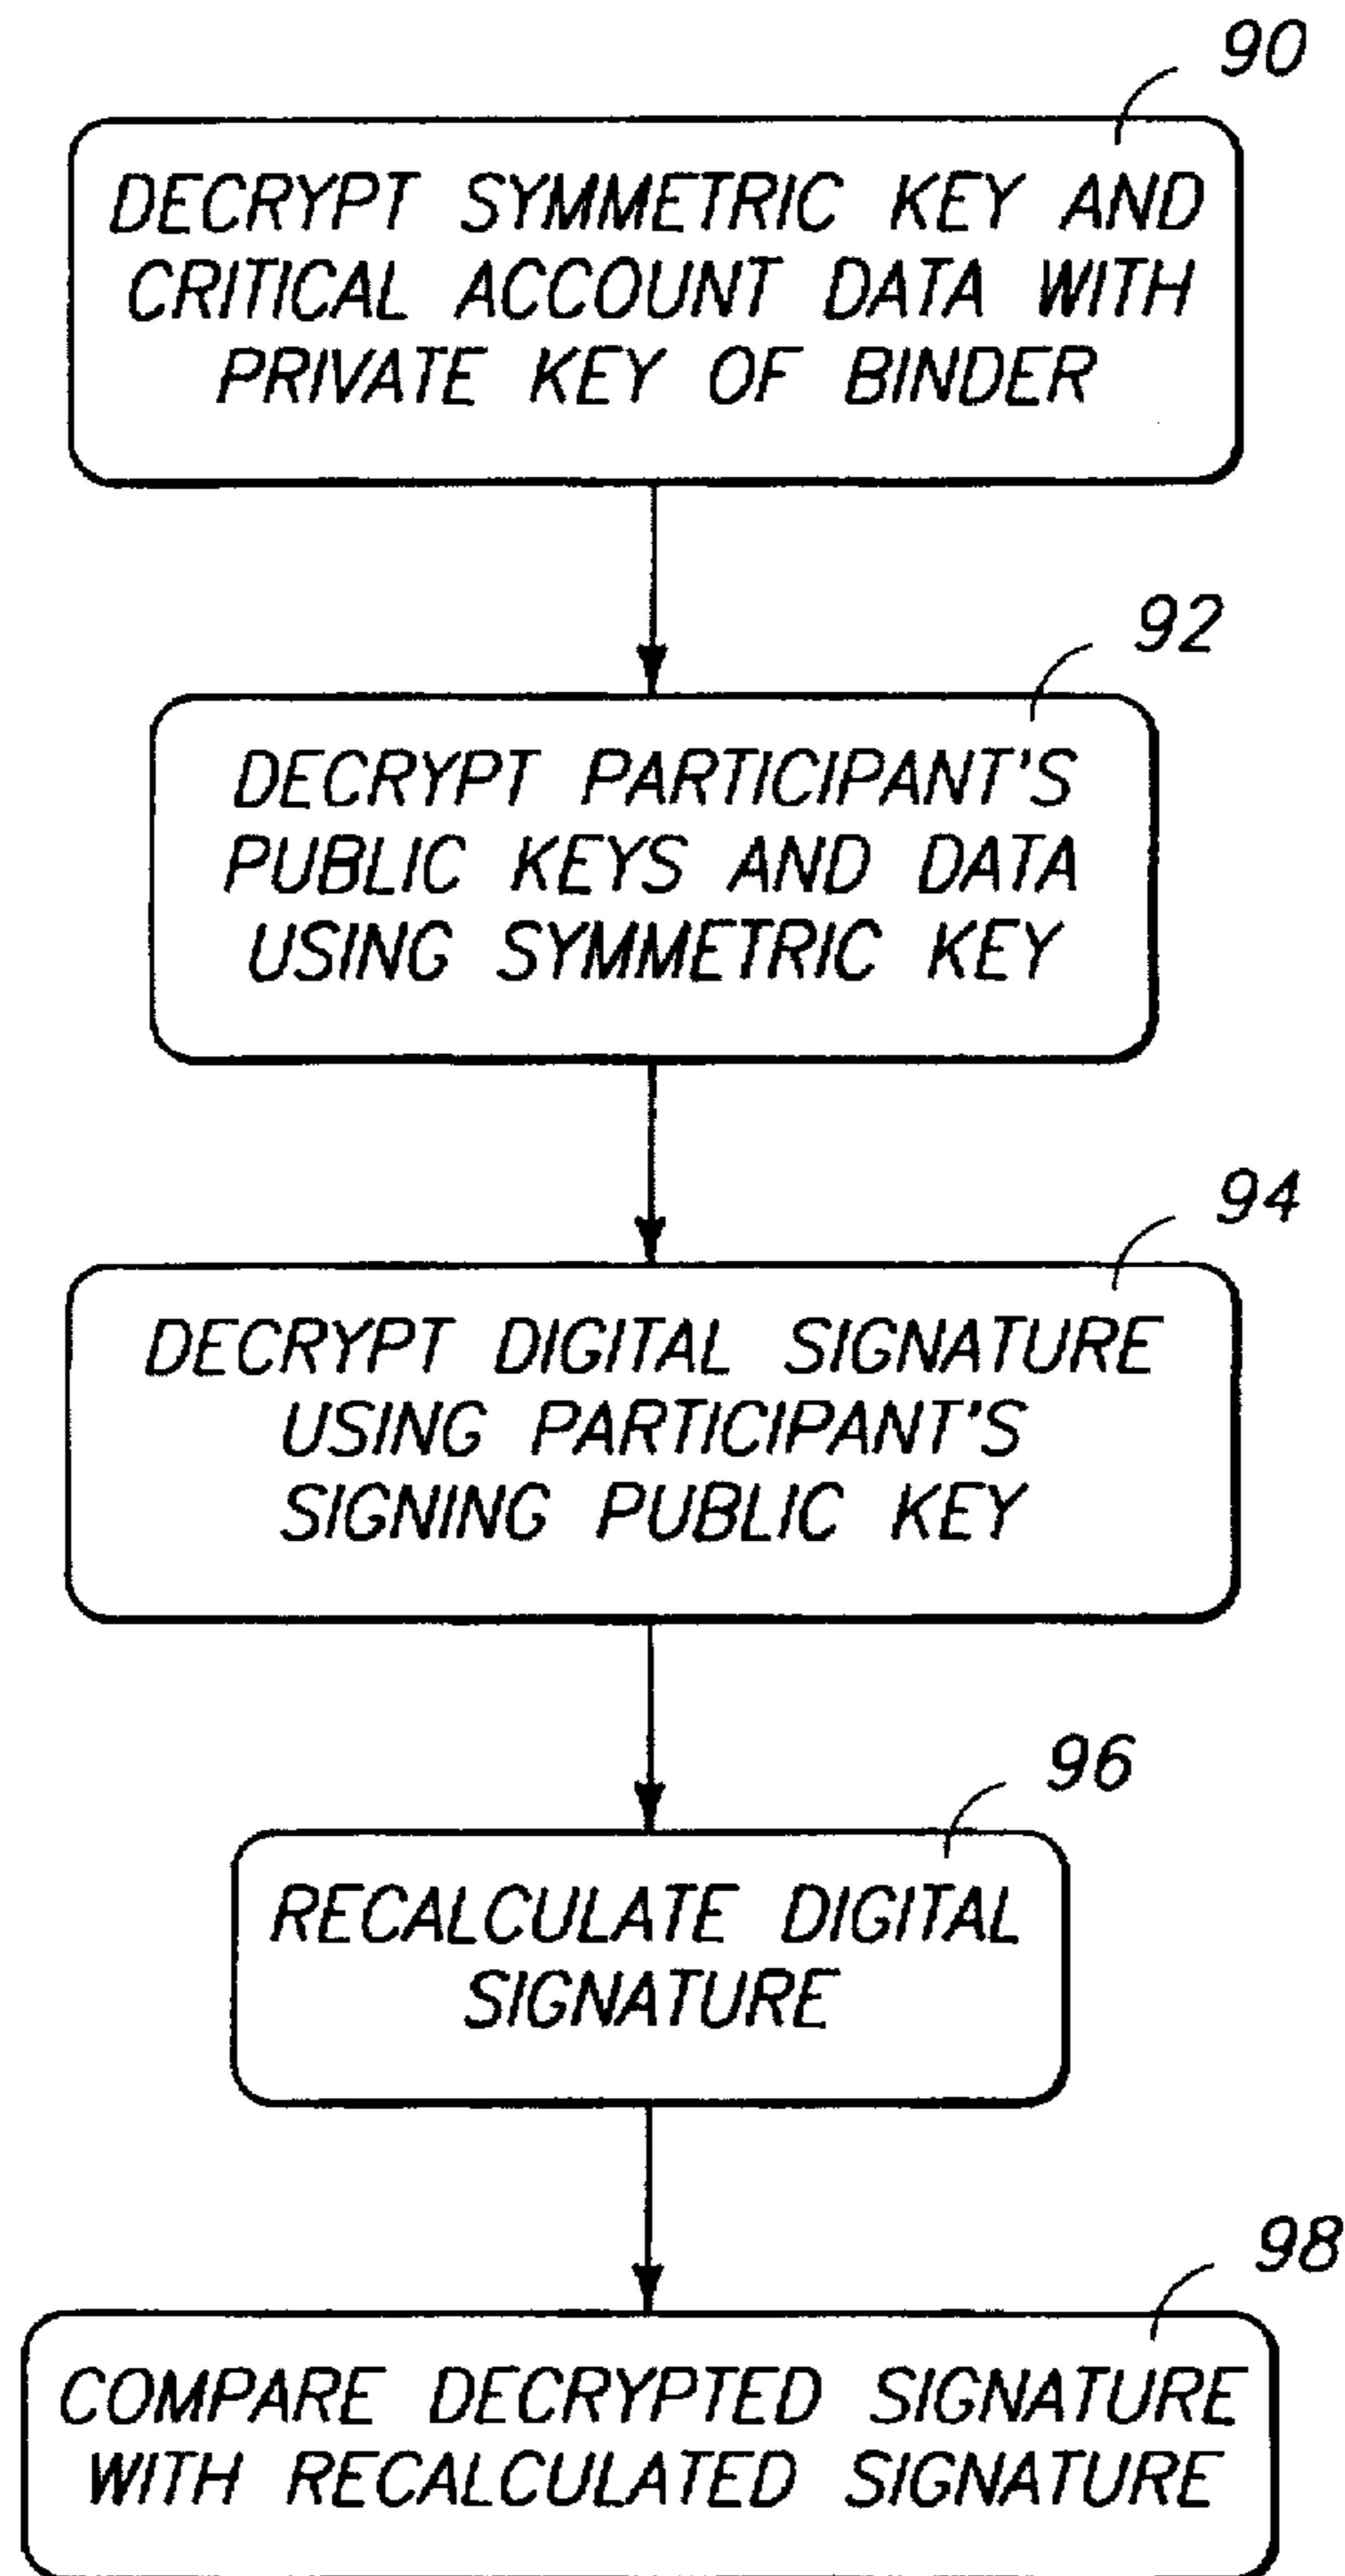 90
DECRYPT SYMMETRIC KEY AND
CRITICAL ACCOUNT DATA WITH
PRIVATE KEY OF BINDER
92
DECRYPT PARTICIPANT'S
PUBLIC KEYS AND DATA
USING SYMMETRIC KEY
94
DECRYPT DIGITAL SIGNATURE
USING PARTICIPANT'S
SIGNING PUBLIC KEY
96
RECALCULATE DIGITAL
SIGNATURE
98
COMPARE DECRYPTED SIGNATURE
WITH RECALCULATED SIGNATURE